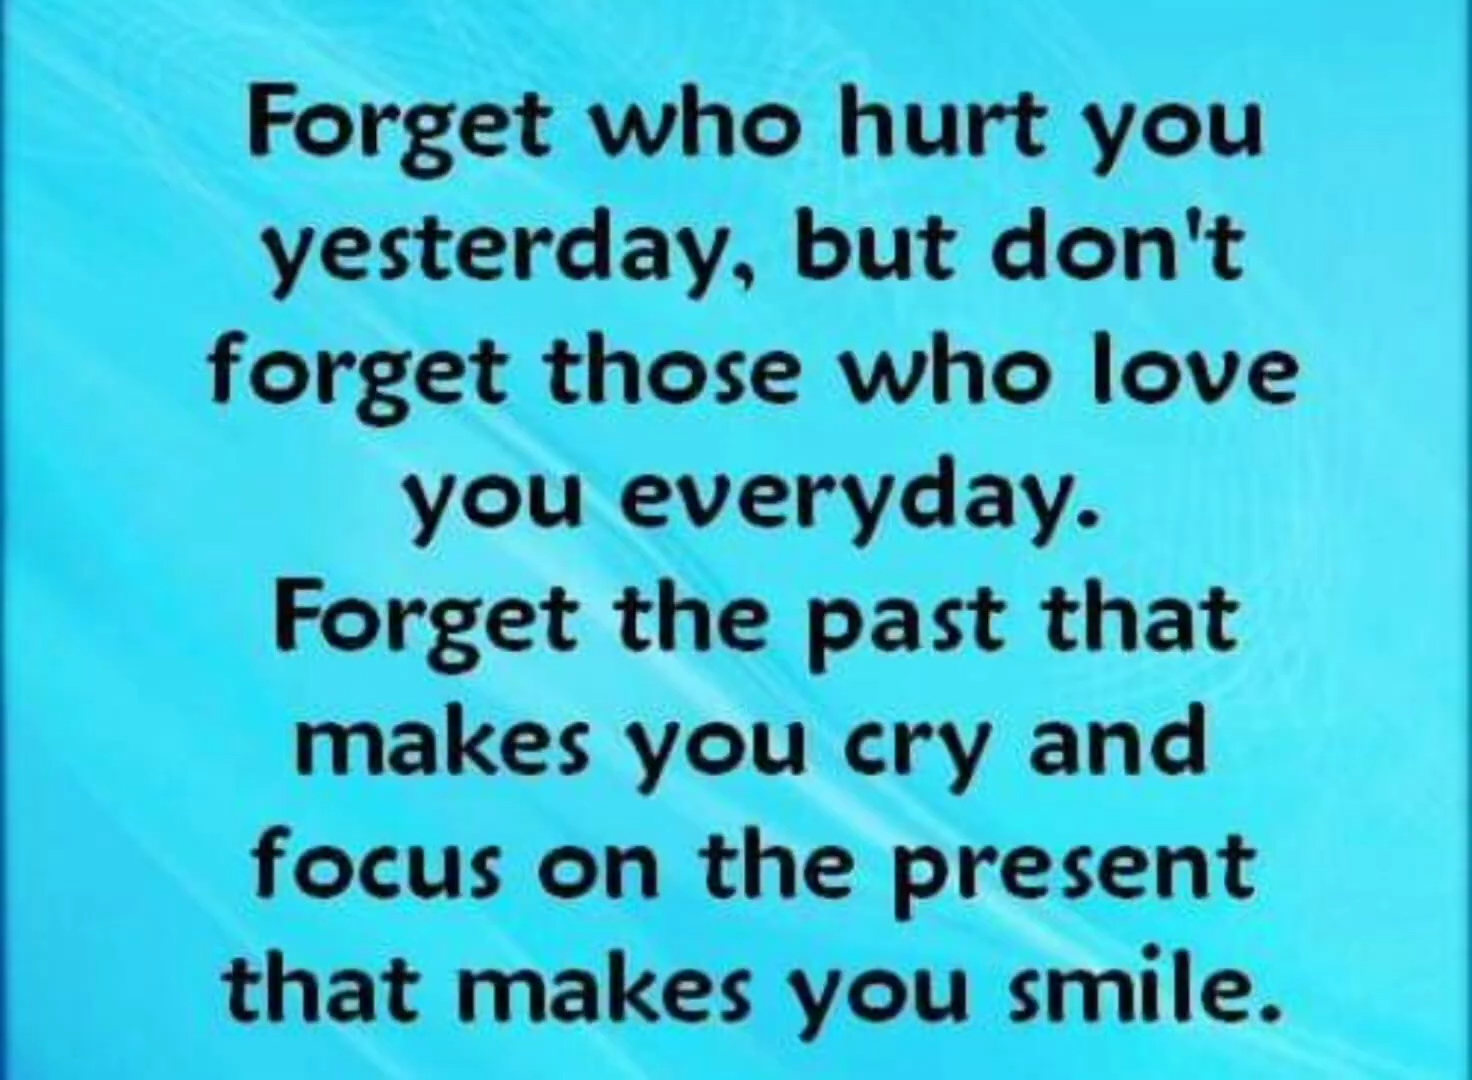 Forget who hurt you
yesterday, but don't
forget those who love
you everyday.
Forget the past that
makes you cry and
focus on the present
that makes you smile.